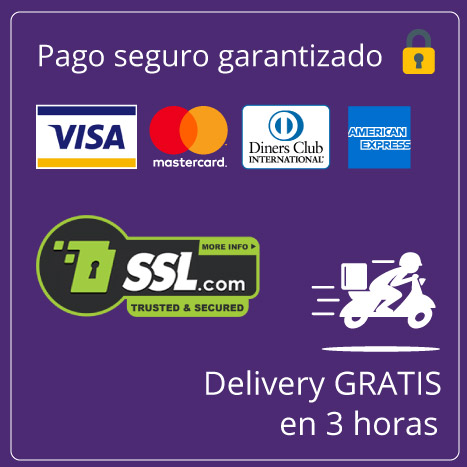 Pago seguro garantizado
VISA
mastercard.
Diners Club
INTERNATIONAL
AMERICAN
EXPRESS
MORE INFO
SSL.com
TRUSTED & SECURED
Delivery GRATIS
en 3 horas